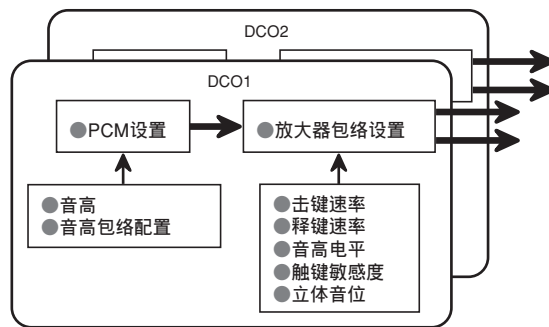 DCO2
DCO1
●PCM设置
●放大器包络设置
●音高
●音高包络配置
●击键速率
●释键速率
●音高电平
●触键敏感度
●立体音位